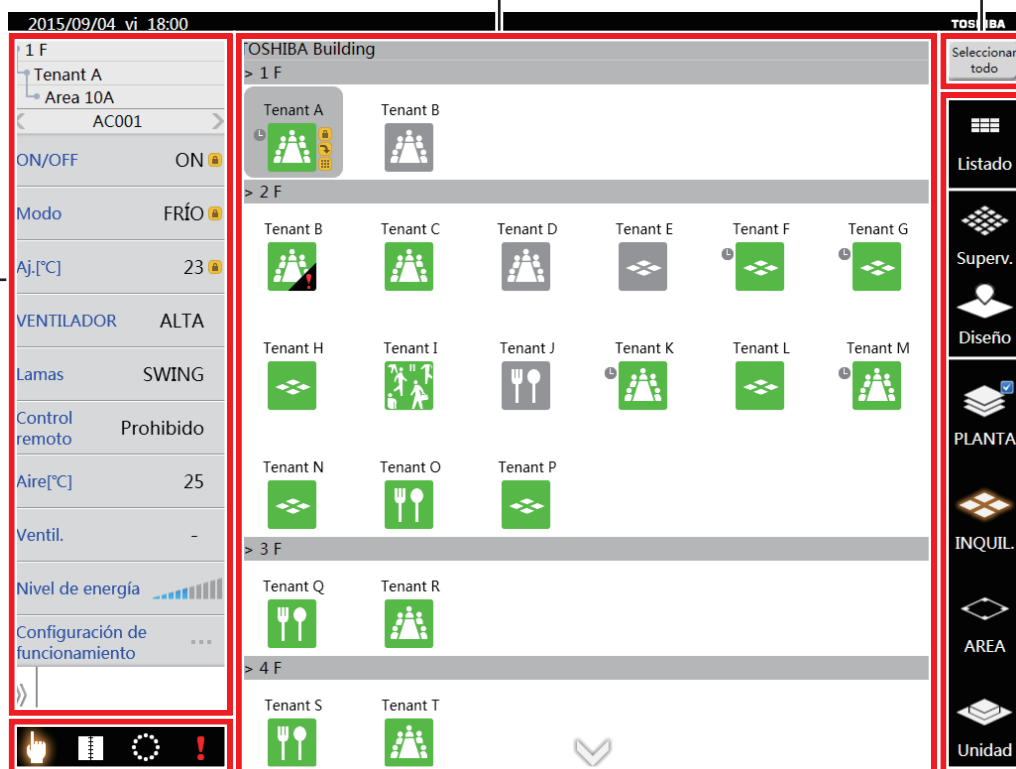 2015/09/04 vi 18:00
TOSHIBA
1 F
Tenant A
Area 10A
AC001
ON/OFF ON
Modo FRÍO
Aj.[°C] 23
VENTILADOR ALTA
Lamas SWING
Control
remoto Prohibido
Aire[°C] 25
Ventil. -
Nivel de energía
Configuración de
funcionamiento ...
TOSHIBA Building
> 1 F
Tenant A Tenant B
> 2 F
Tenant B Tenant C Tenant D Tenant E Tenant F Tenant G
Tenant H Tenant I Tenant J Tenant K Tenant L Tenant M
Tenant N Tenant O Tenant P
> 3 F
Tenant Q Tenant R
> 4 F
Tenant S Tenant T
Seleccionar
todo
Listado
Superv.
Diseño
PLANTA
INQUIL.
AREA
Unidad